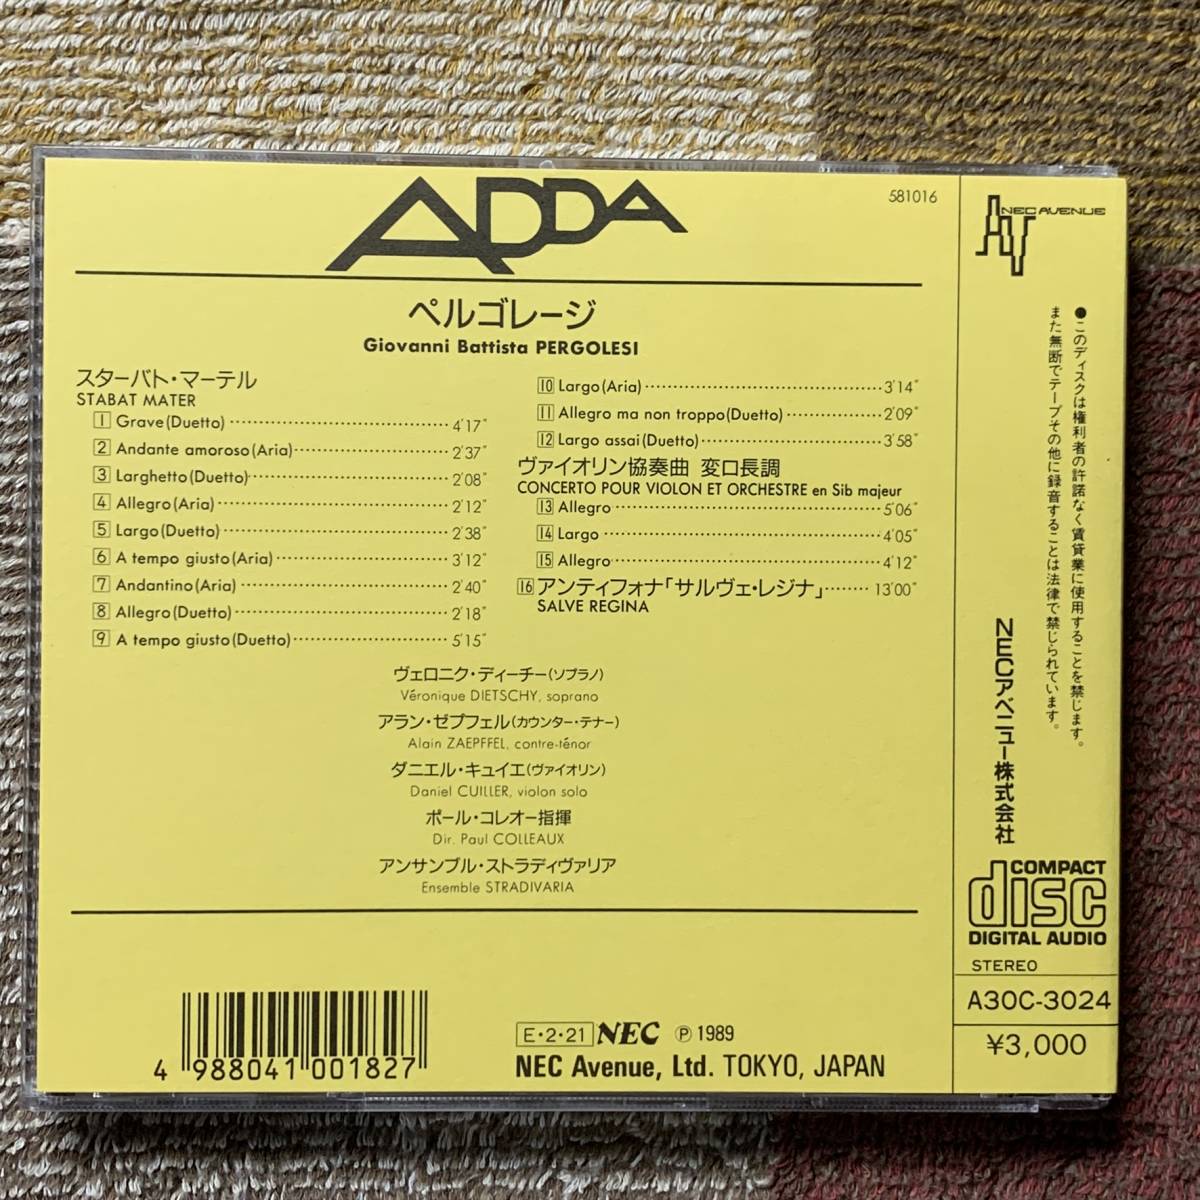 ADDA
581016
ペルゴレージ
Giovanni Battista PERGOLESI
スターバト・マーテル
STABAT MATER
1 Grave(Duetto) 4'17"
2 Andante amoroso(Aria) 2'37"
3 Larghetto(Duetto) 2'08"
4 Allegro(Aria) 2'12"
5 Largo(Duetto) 2'38"
6 A tempo giusto(Aria) 3'12"
7 Andantino(Aria) 2'40"
8 Allegro(Duetto) 2'18"
9 A tempo giusto(Duetto) 5'15"
10 Largo(Aria) 3'14"
11 Allegro ma non troppo(Duetto) 2'09"
12 Largo assai(Duetto) 3'58"
ヴァイオリン協奏曲 変ロ長調
CONCERTO POUR VIOLON ET ORCHESTRE en Sib majeur
13 Allegro 5'06"
14 Largo 4'05"
15 Allegro 4'12"
16 アンティフォナ「サルヴェ・レジナ」 13'00"
SALVE REGINA
ヴェロニク・ディーチー(ソプラノ)
Véronique DIETSCHY, soprano
アラン・ゼプフェル(カウンター・テナー)
Alain ZAEPFFEL, contre-ténor
ダニエル・キュイエ(ヴァイオリン)
Daniel CUILLER, violon solo
ポール・コレオー指揮
Dir. Paul COLLEAUX
アンサンブル・ストラディヴァリア
Ensemble STRADIVARIA
4 988041 001827
E・2・21 NEC Ⓟ 1989
NEC Avenue, Ltd. TOKYO, JAPAN
NEC AVENUE
AV
●このディスクは権利者の許諾なく賃貸業に使用することを禁じます。
また無断でテープその他に録音することは法律で禁じられています。
NECアベニュー株式会社
COMPACT
disc
DIGITAL AUDIO
STEREO
A30C-3024
¥3,000